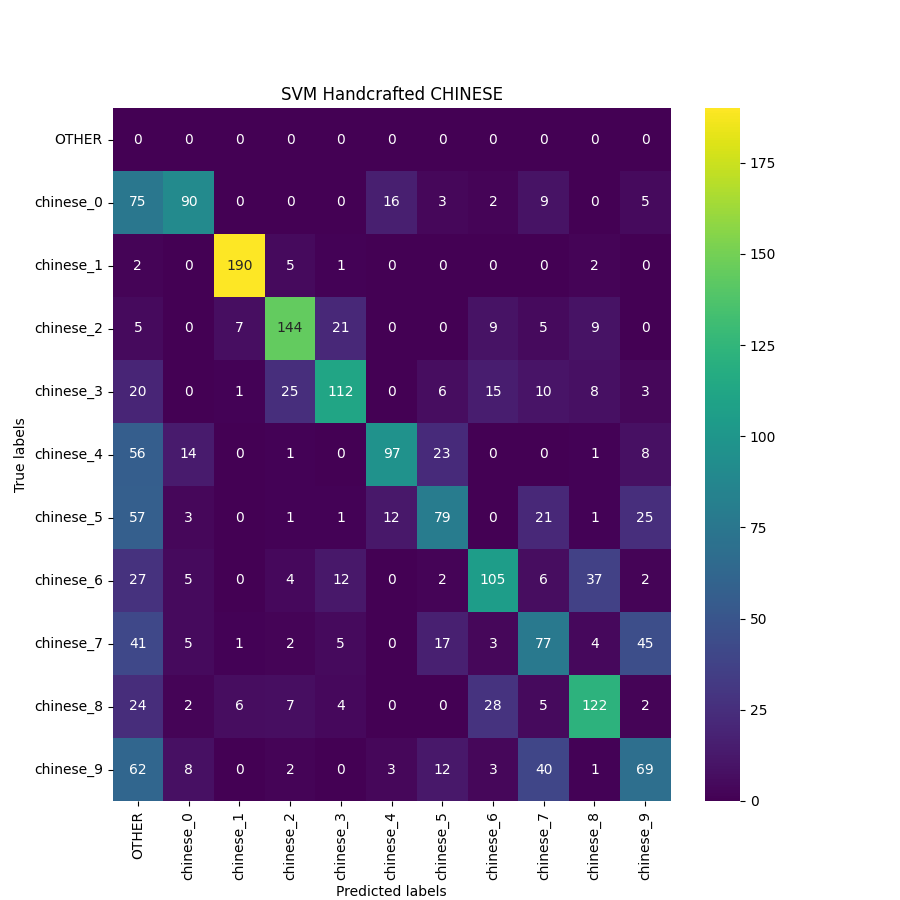 SVM Handcrafted CHINESE
OTHER 0 0 0 0 0 0 0 0 0 0 0
chinese_0 75 90 0 0 0 16 3 2 9 0 5
chinese_1 2 0 190 5 1 0 0 0 0 2 0
chinese_2 5 0 7 144 21 0 0 9 5 9 0
chinese_3 20 0 1 25 112 0 6 15 10 8 3
chinese_4 56 14 0 1 0 97 23 0 0 1 8
chinese_5 57 3 0 1 1 12 79 0 21 1 25
chinese_6 27 5 0 4 12 0 2 105 6 37 2
chinese_7 41 5 1 2 5 0 17 3 77 4 45
chinese_8 24 2 6 7 4 0 0 28 5 122 2
chinese_9 62 8 0 2 0 3 12 3 40 1 69
True labels
OTHER chinese_0 chinese_1 chinese_2 chinese_3 chinese_4 chinese_5 chinese_6 chinese_7 chinese_8 chinese_9
Predicted labels
175
150
125
100
75
50
25
0